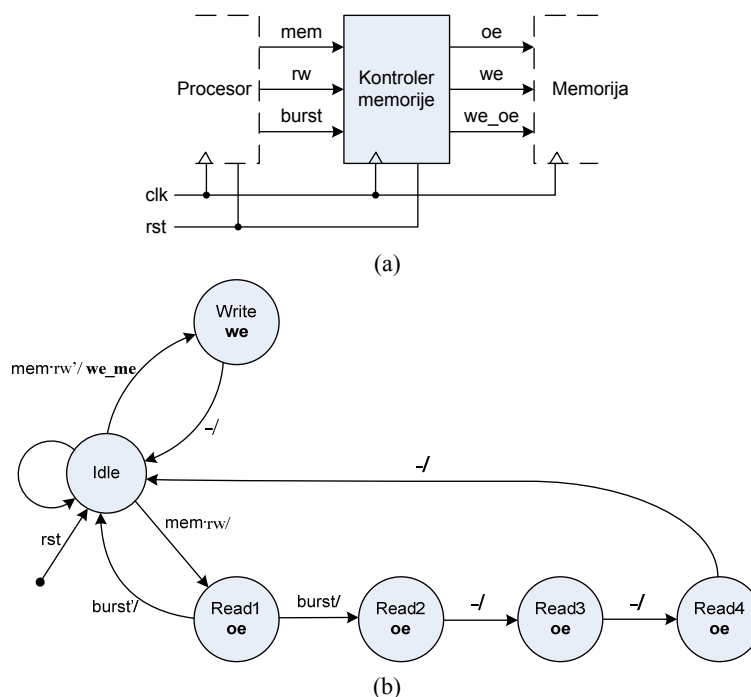 mem
oe
rw
Procesor
Kontroler
memorije
we
Memorija
burst
we_oe
clk
rst
(a)
Write
we
mem·rw’/ we_me
–/
Idle
–/
mem·rw/
rst
burst’/
Read1
oe
burst/
Read2
oe
–/
Read3
oe
–/
Read4
oe
(b)